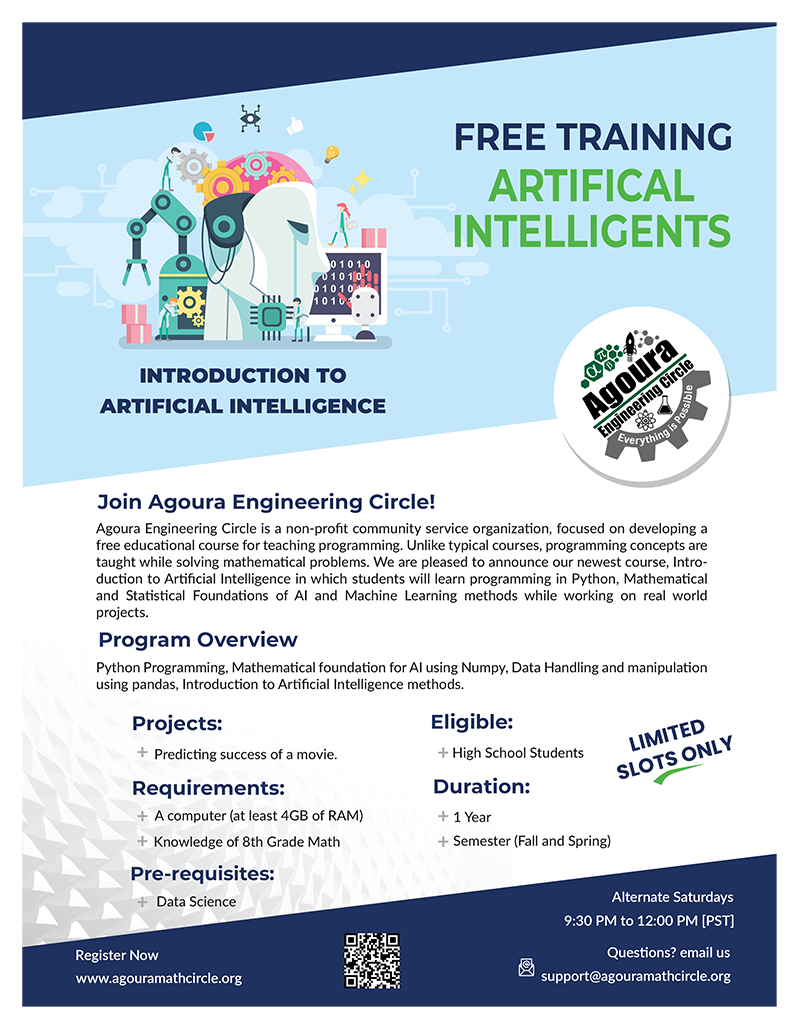 FREE TRAINING
ARTIFICAL
INTELLIGENTS
1 0 1 0 1 0
INTRODUCTION TO
ARTIFICIAL INTELLIGENCE
α π β
Agoura
Engineering Circle
Everything is Possible
Join Agoura Engineering Circle!
Agoura Engineering Circle is a non-profit community service organization, focused on developing a
free educational course for teaching programming. Unlike typical courses, programming concepts are
taught while solving mathematical problems. We are pleased to announce our newest course, Intro-
duction to Artificial Intelligence in which students will learn programming in Python, Mathematical
and Statistical Foundations of AI and Machine Learning methods while working on real world
projects.
Program Overview
Python Programming, Mathematical foundation for AI using Numpy, Data Handling and manipulation
using pandas, Introduction to Artificial Intelligence methods.
Projects:
+ Predicting success of a movie.
Requirements:
+ A computer (at least 4GB of RAM)
+ Knowledge of 8th Grade Math
Pre-requisites:
+ Data Science
Eligible:
+ High School Students
Duration:
+ 1 Year
+ Semester (Fall and Spring)
LIMITED
SLOTS ONLY
Alternate Saturdays
9:30 PM to 12:00 PM [PST]
Register Now
www.agouramathcircle.org
Questions? email us
support@agouramathcircle.org